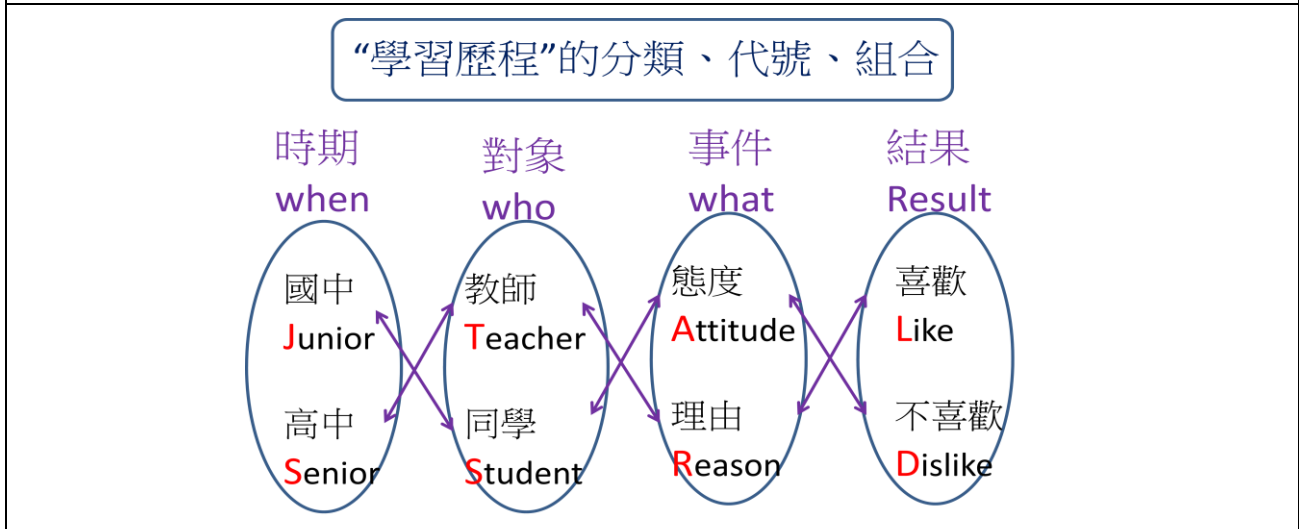 “學習歷程”的分類、代號、組合
時期
when
對象
who
事件
what
結果
Result
國中
Junior
高中
Senior
教師
Teacher
同學
Student
態度
Attitude
理由
Reason
喜歡
Like
不喜歡
Dislike